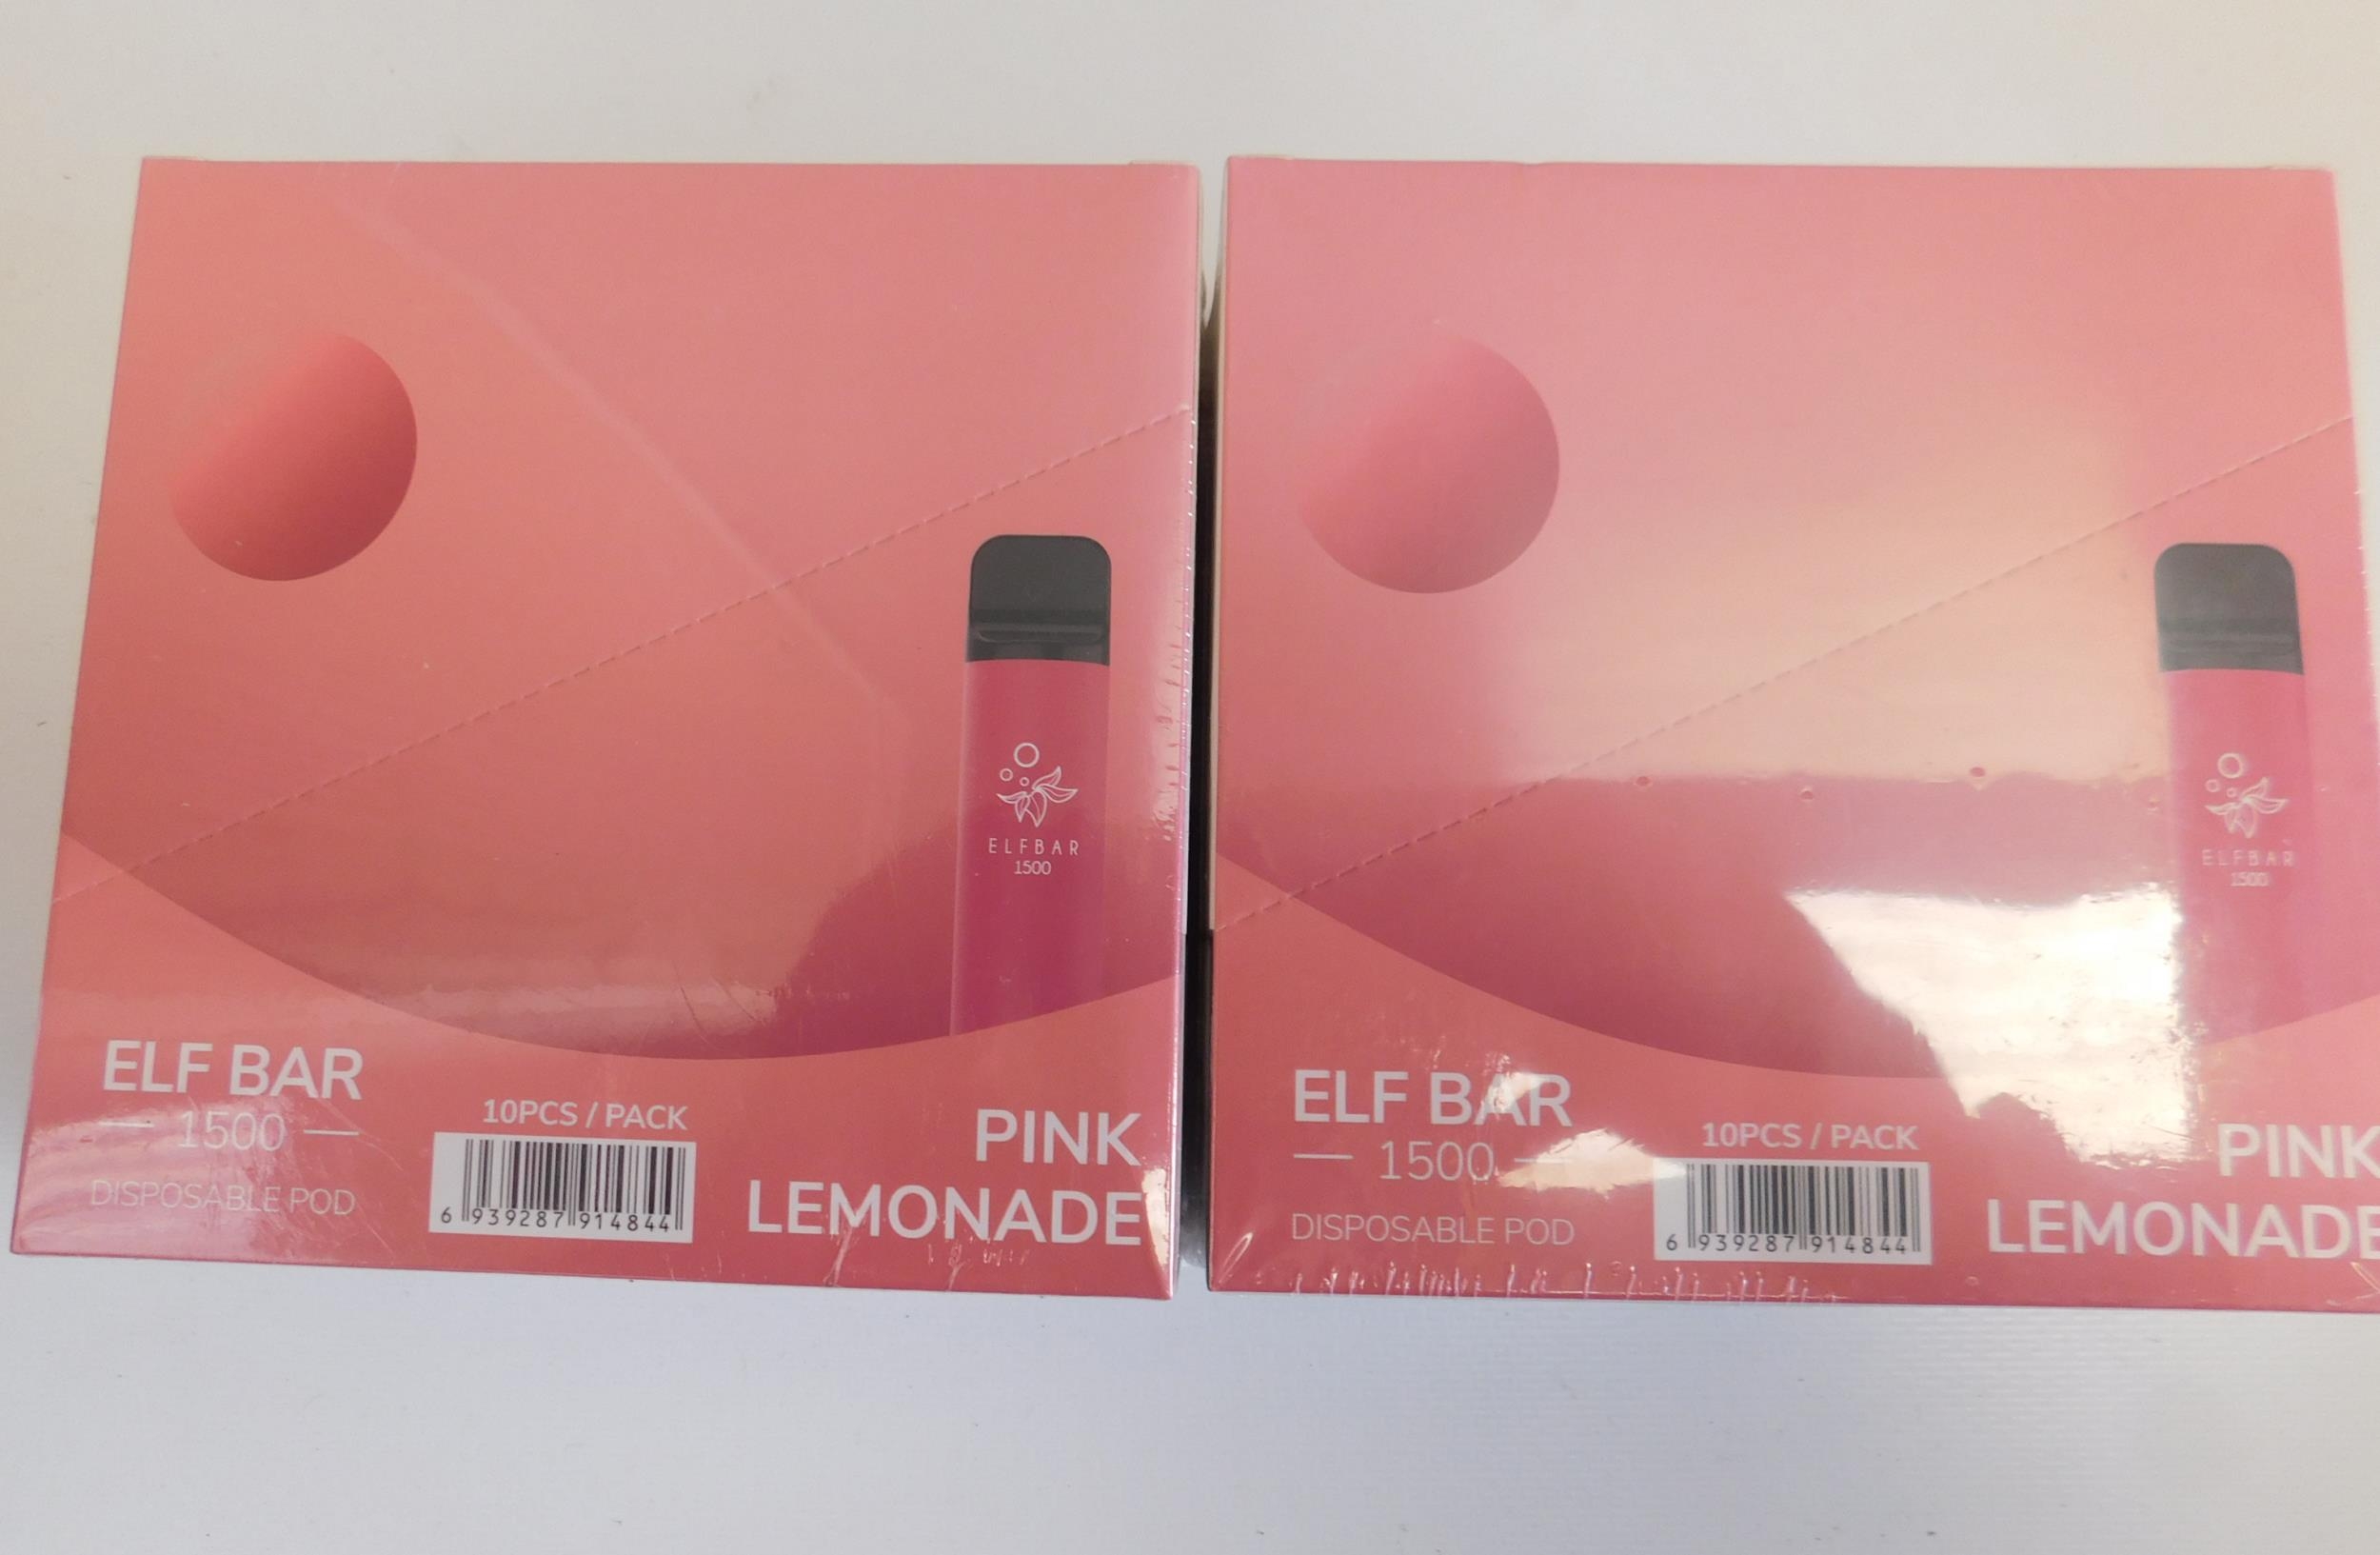 ELFBAR
1500
ELF BAR
1500
DISPOSABLE POD
10PCS / PACK
6 939287 914844
PINK
LEMONADE
ELFBAR
1500
ELF BAR
1500
DISPOSABLE POD
10PCS / PACK
6 939287 914844
PINK
LEMONADE